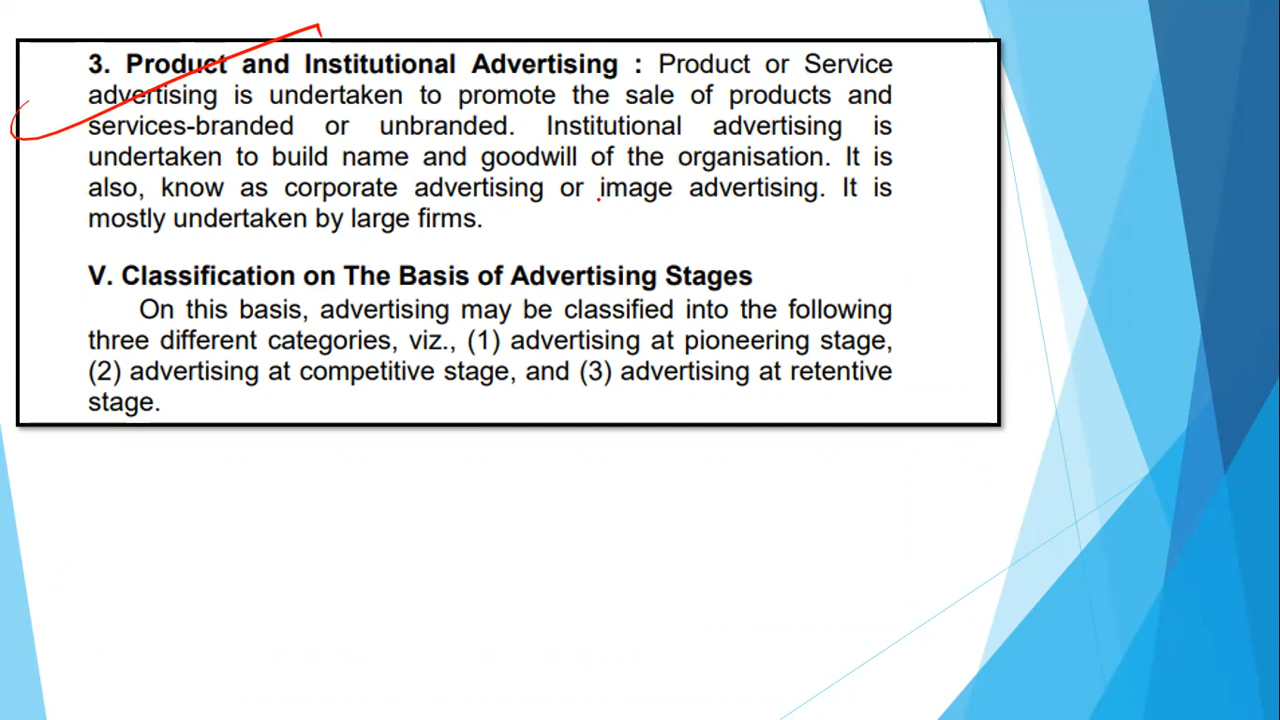 3. Product and Institutional Advertising : Product or Service
advertising is undertaken to promote the sale of products and
services-branded or unbranded. Institutional advertising is
undertaken to build name and goodwill of the organisation. It is
also, know as corporate advertising or image advertising. It is
mostly undertaken by large firms.
V. Classification on The Basis of Advertising Stages
On this basis, advertising may be classified into the following
three different categories, viz., (1) advertising at pioneering stage,
(2) advertising at competitive stage, and (3) advertising at retentive
stage.